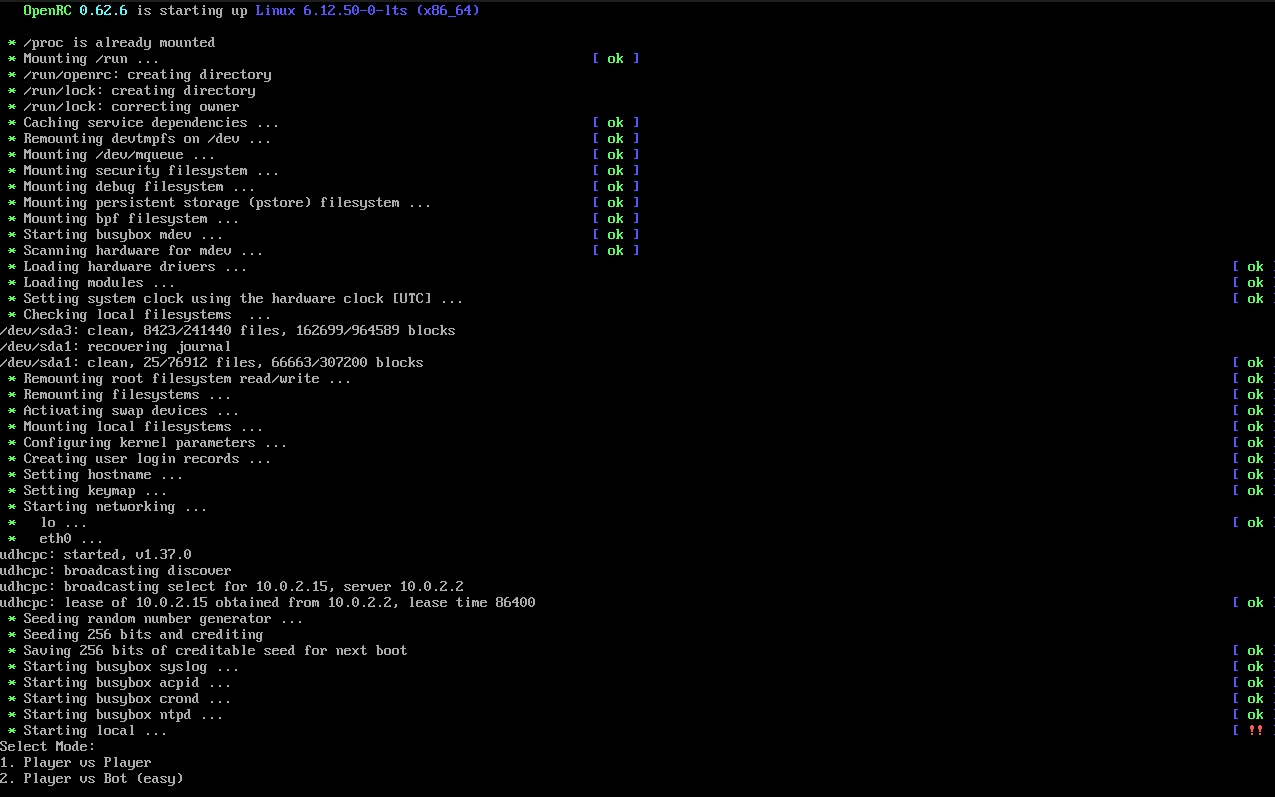 OpenRC 0.62.6 is starting up Linux 6.12.50-0-lts (x86_64)
* /proc is already mounted
* Mounting /run ... [ ok ]
* /run/openrc: creating directory
* /run/lock: creating directory
* /run/lock: correcting owner
* Caching service dependencies ... [ ok ]
* Remounting devtmpfs on /dev ... [ ok ]
* Mounting /dev/mqueue ... [ ok ]
* Mounting security filesystem ... [ ok ]
* Mounting debug filesystem ... [ ok ]
* Mounting persistent storage (pstore) filesystem ... [ ok ]
* Mounting bpf filesystem ... [ ok ]
* Starting busybox mdev ... [ ok ]
* Scanning hardware for mdev ... [ ok ]
* Loading hardware drivers ... [ ok ]
* Loading modules ... [ ok ]
* Setting system clock using the hardware clock [UTC] ... [ ok ]
* Checking local filesystems  ...
/dev/sda3: clean, 8423/241440 files, 162699/964589 blocks
/dev/sda1: recovering journal
/dev/sda1: clean, 25/76912 files, 66663/307200 blocks [ ok ]
* Remounting root filesystem read/write ... [ ok ]
* Remounting filesystems ... [ ok ]
* Activating swap devices ... [ ok ]
* Mounting local filesystems ... [ ok ]
* Configuring kernel parameters ... [ ok ]
* Creating user login records ... [ ok ]
* Setting hostname ... [ ok ]
* Setting keymap ... [ ok ]
* Starting networking ...
*   lo ... [ ok ]
*   eth0 ...
udhcpc: started, v1.37.0
udhcpc: broadcasting discover
udhcpc: broadcasting select for 10.0.2.15, server 10.0.2.2
udhcpc: lease of 10.0.2.15 obtained from 10.0.2.2, lease time 86400 [ ok ]
* Seeding random number generator ...
* Seeding 256 bits and crediting
* Saving 256 bits of creditable seed for next boot [ ok ]
* Starting busybox syslog ... [ ok ]
* Starting busybox acpid ... [ ok ]
* Starting busybox crond ... [ ok ]
* Starting busybox ntpd ... [ ok ]
* Starting local ... [ !! ]
Select Mode:
1. Player vs Player
2. Player vs Bot (easy)